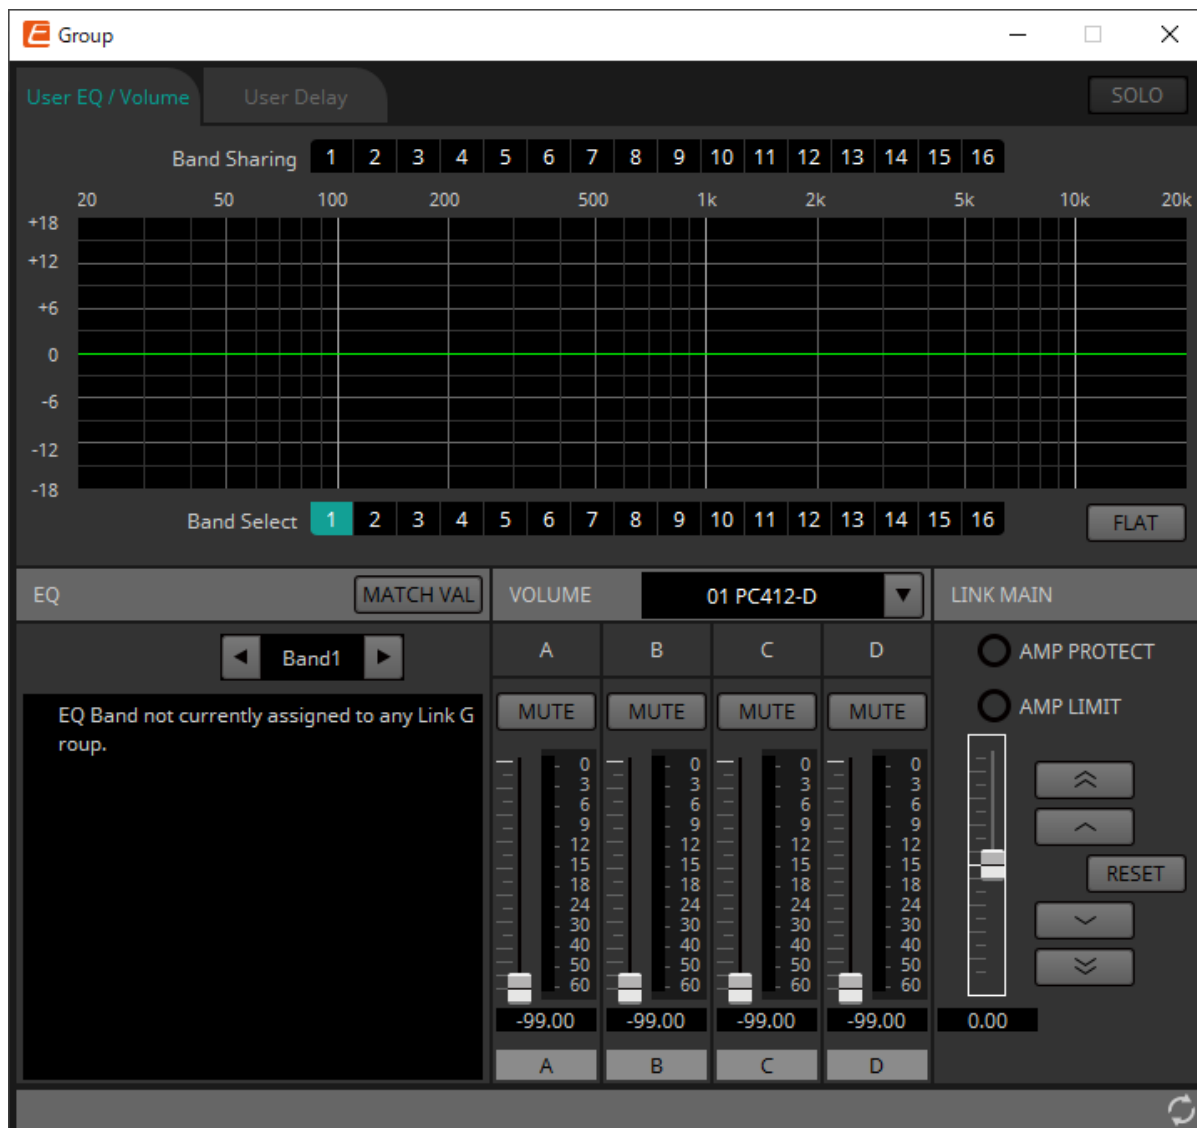 Group
User EQ / Volume User Delay SOLO
Band Sharing 1 2 3 4 5 6 7 8 9 10 11 12 13 14 15 16
20 50 100 200 500 1k 2k 5k 10k 20k
+18
+12
+6
0
-6
-12
-18
Band Select 1 2 3 4 5 6 7 8 9 10 11 12 13 14 15 16
FLAT
EQ MATCH VAL VOLUME 01 PC412-D LINK MAIN
Band1 A B C D AMP PROTECT
EQ Band not currently assigned to any Link G
roup.
MUTE MUTE MUTE MUTE AMP LIMIT
0 0 0 0
3 3 3 3
6 6 6 6
9 9 9 9
12 12 12 12
15 15 15 15
RESET
18 18 18 18
24 24 24 24
30 30 30 30
40 40 40 40
50 50 50 50
60 60 60 60
-99.00 -99.00 -99.00 -99.00 0.00
A B C D